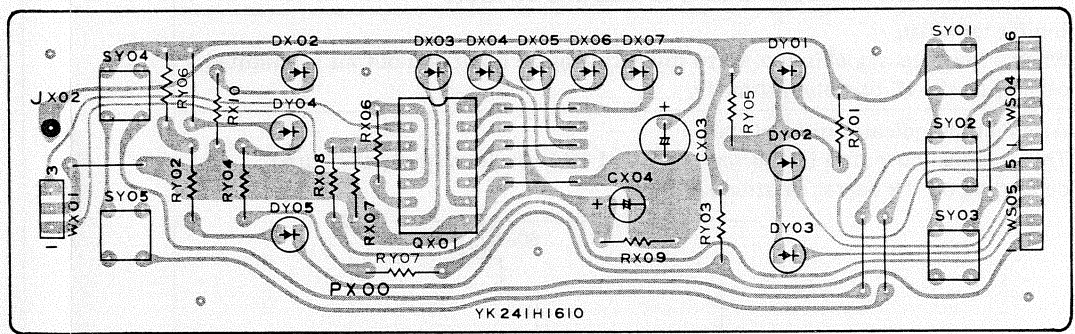 SY04
DX02
DX03
DX04
DX05
DX06
DX07
DY01
SY01
6
RY06
RX10
JX02
DY04
RX06
RY05
RY01
WS04
CX03
DY02
SY02
1
3
RY02
RY04
RX08
RX07
CX04
5
WX01
SY05
DY05
QX01
RY03
DY03
SY03
WS05
1
RY07
RX09
PX00
YK241H1610